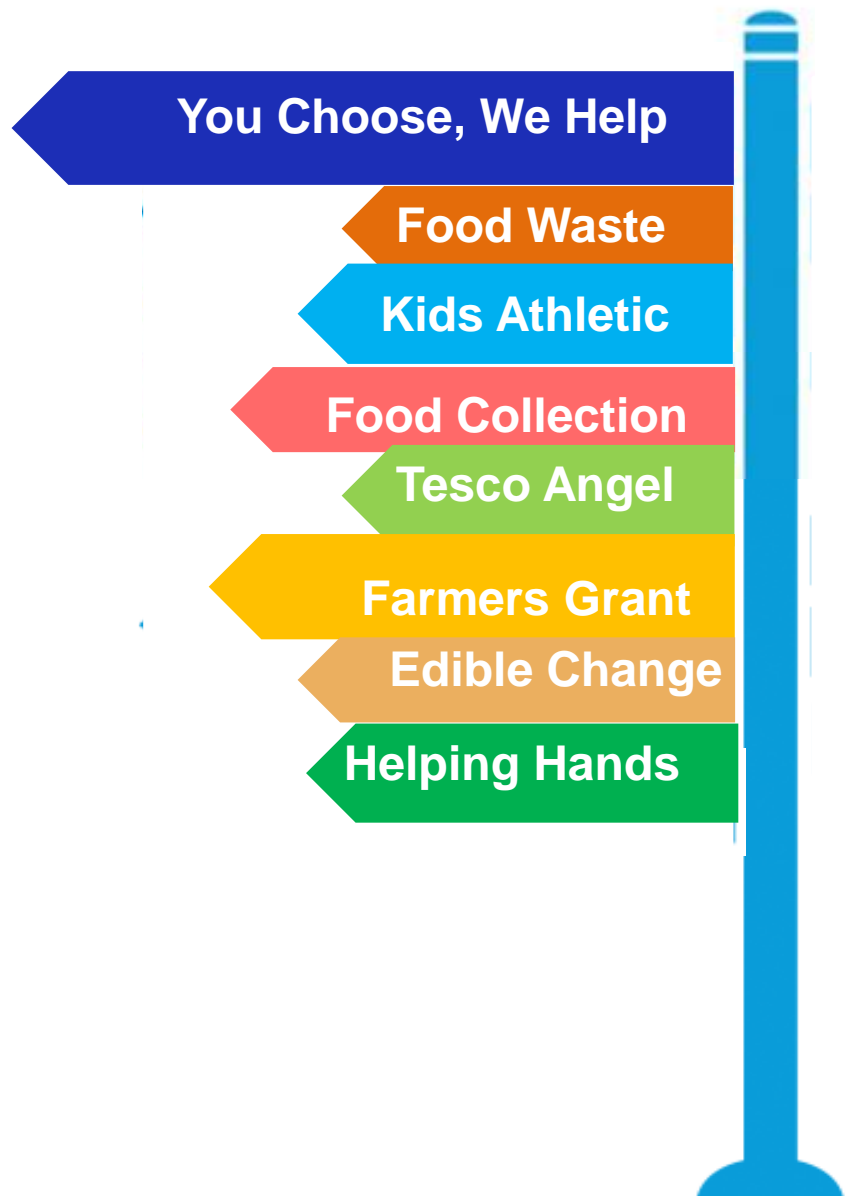 You Choose, We Help
Food Waste
Kids Athletic
Food Collection
Tesco Angel
Farmers Grant
Edible Change
Helping Hands